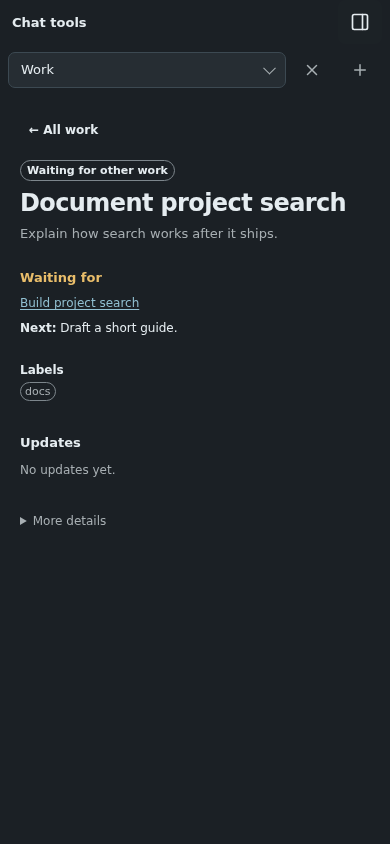 Chat tools
Work
← All work
Waiting for other work
Document project search
Explain how search works after it ships.
Waiting for
Build project search
Next: Draft a short guide.
Labels
docs
Updates
No updates yet.
▶ More details